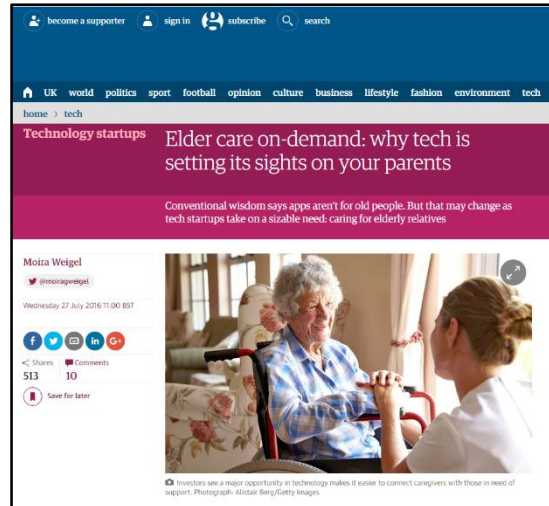 become a supporter sign in subscribe search
UK world politics sport football opinion culture business lifestyle fashion environment tech
home › tech
Technology startups
Elder care on-demand: why tech is
setting its sights on your parents
Conventional wisdom says apps aren't for old people. But that may change as
tech startups take on a sizable need: caring for elderly relatives
Moira Weigel
@moiragweigel
Wednesday 27 July 2016 11.00 BST
Shares Comments
513 10
Save for later
Investors see a major opportunity in technology makes it easier to connect caregivers with those in need of
support. Photograph: Alistair Berg/Getty Images